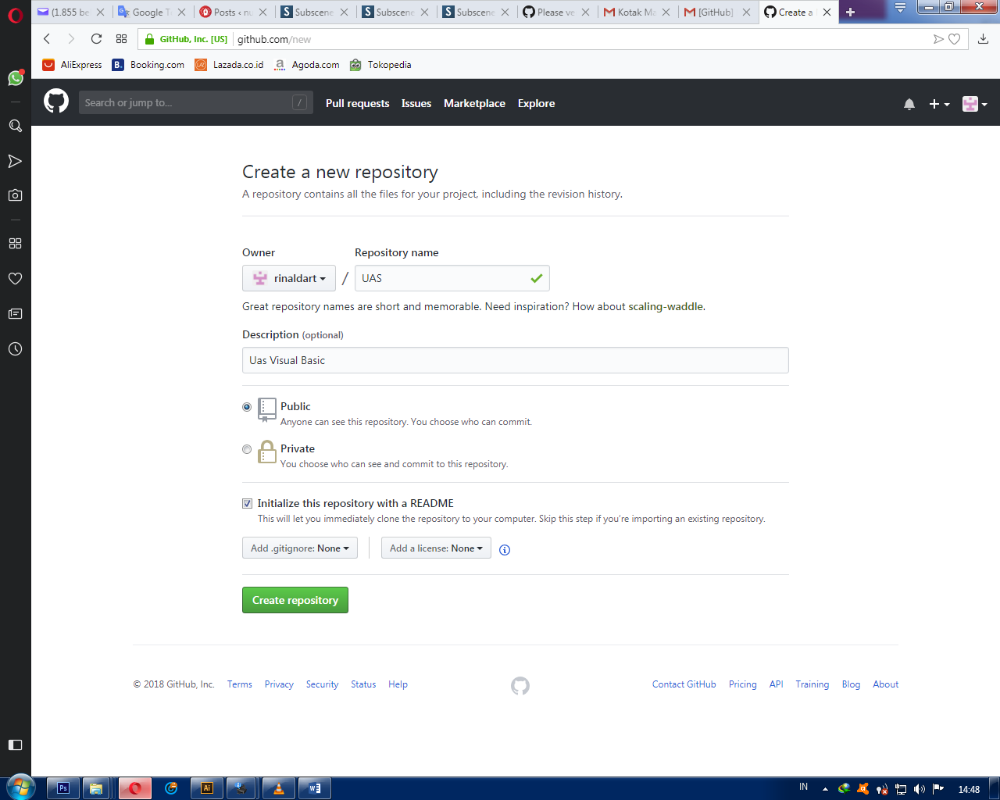 (1.855 be
Google T
Posts ‹ nu
Subscene
Subscene
Subscene
Please ve
Kotak Ma
[GitHub]
Create a
GitHub, Inc. [US]
github.com/new
AliExpress
Booking.com
Lazada.co.id
Agoda.com
Tokopedia
Search or jump to...
/
Pull requests
Issues
Marketplace
Explore
Create a new repository
A repository contains all the files for your project, including the revision history.
Owner
Repository name
rinaldart
/
UAS
Great repository names are short and memorable. Need inspiration? How about scaling-waddle.
Description (optional)
Uas Visual Basic
Public
Anyone can see this repository. You choose who can commit.
Private
You choose who can see and commit to this repository.
Initialize this repository with a README
This will let you immediately clone the repository to your computer. Skip this step if you're importing an existing repository.
Add .gitignore: None
Add a license: None
Create repository
© 2018 GitHub, Inc.
Terms
Privacy
Security
Status
Help
Contact GitHub
Pricing
API
Training
Blog
About
Ps
Ai
W
IN
14:48